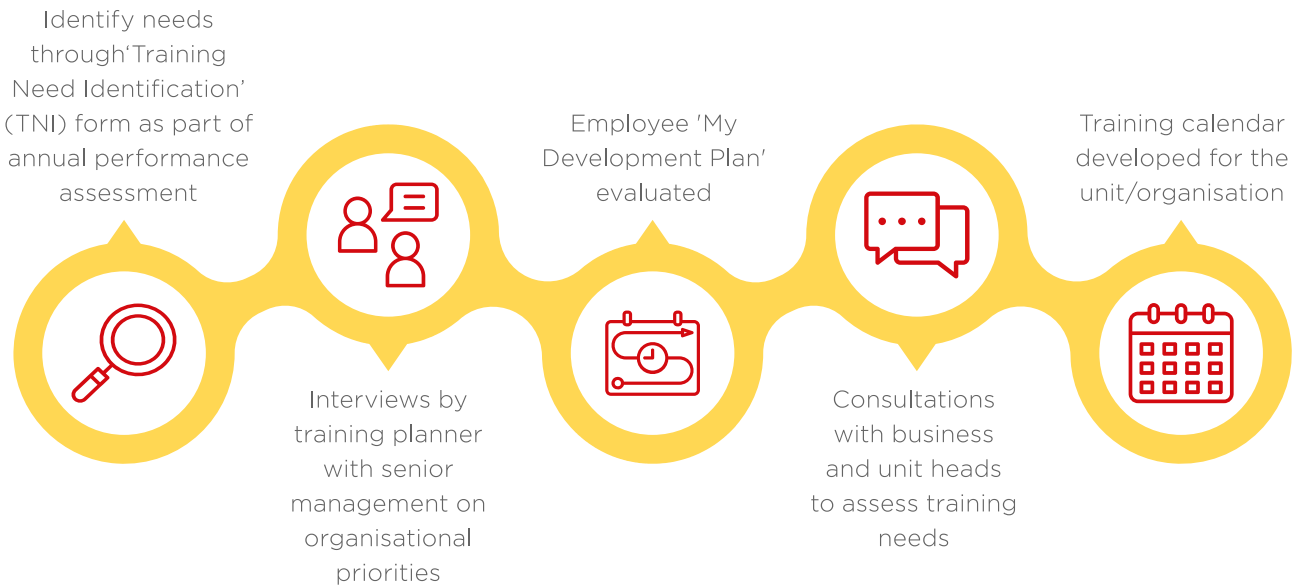 Identify needs
through‘Training
Need Identification’
(TNI) form as part of
annual performance
assessment
Interviews by
training planner
with senior
management on
organisational
priorities
Employee 'My
Development Plan'
evaluated
Consultations
with business
and unit heads
to assess training
needs
Training calendar
developed for the
unit/organisation